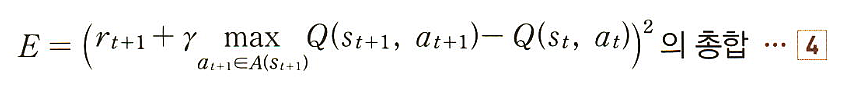 E = (r_{t+1} + γ max_{a_{t+1}∈A(s_{t+1})} Q(s_{t+1}, a_{t+1}) − Q(s_t, a_t))² 의 총합 ⋯ 4